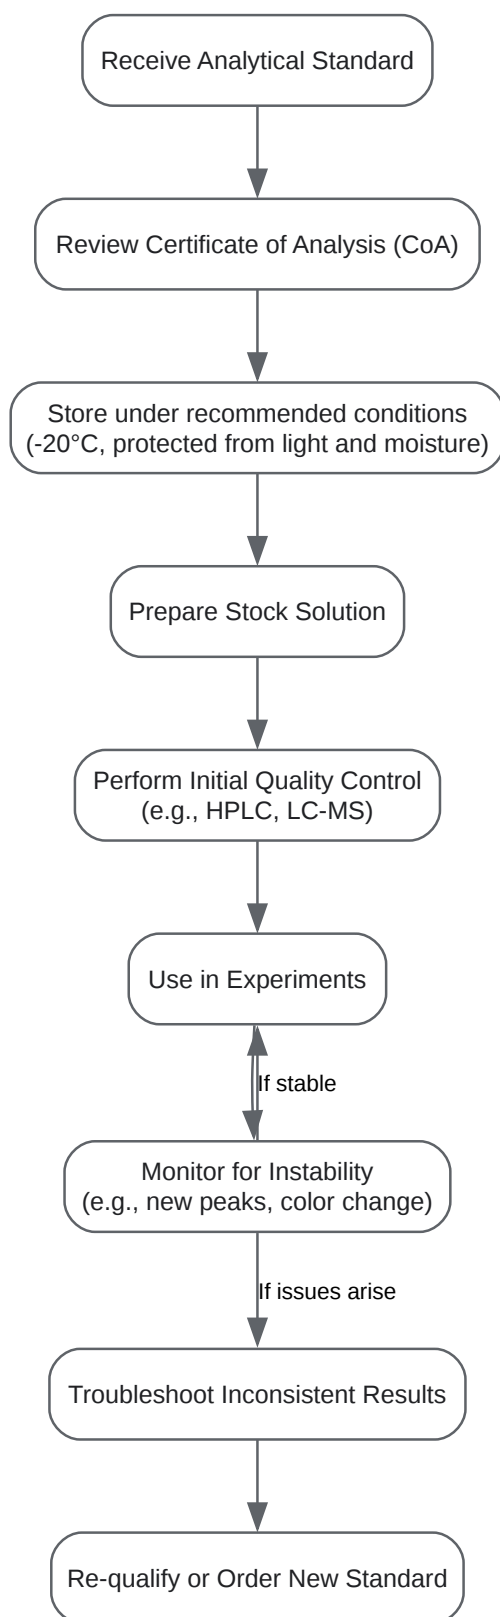 Receive Analytical Standard
Review Certificate of Analysis (CoA)
Store under recommended conditions
(-20°C, protected from light and moisture)
Prepare Stock Solution
Perform Initial Quality Control
(e.g., HPLC, LC-MS)
Use in Experiments
If stable
Monitor for Instability
(e.g., new peaks, color change)
If issues arise
Troubleshoot Inconsistent Results
Re-qualify or Order New Standard